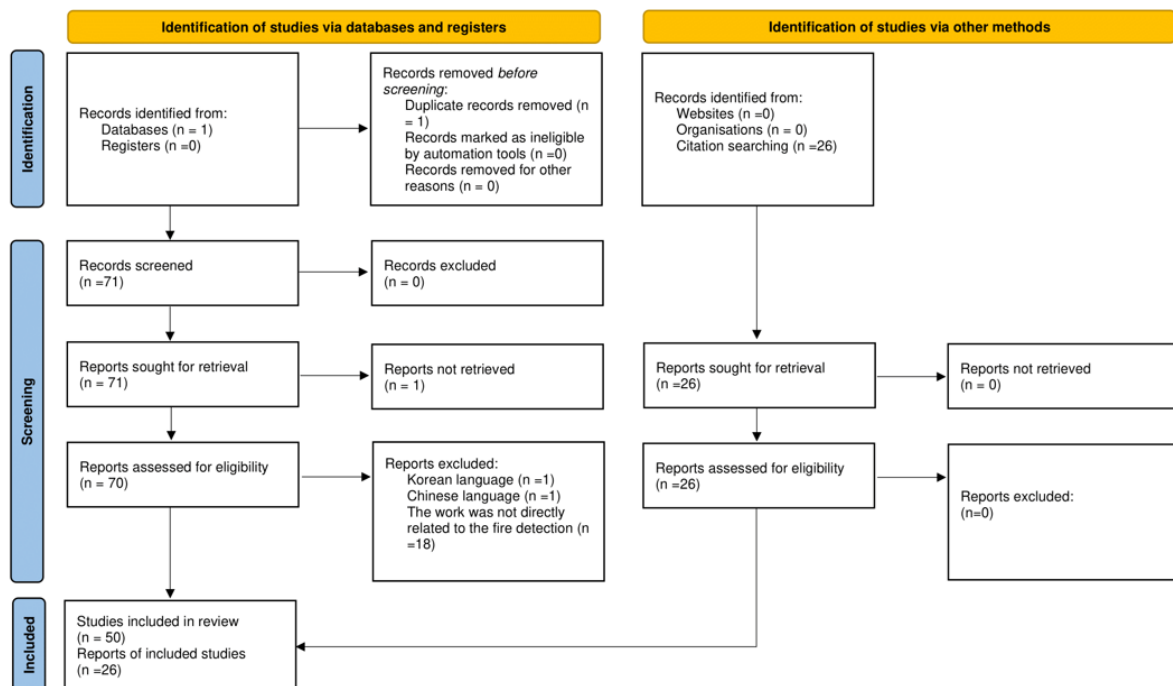 Identification of studies via databases and registers
Identification of studies via other methods
Identification
Records identified from:
Databases (n = 1)
Registers (n =0)
Records removed before
screening:
Duplicate records removed (n
= 1)
Records marked as ineligible
by automation tools (n =0)
Records removed for other
reasons (n = 0)
Records identified from:
Websites (n =0)
Organisations (n = 0)
Citation searching (n =26)
Screening
Records screened
(n =71)
Records excluded
(n = 0)
Reports sought for retrieval
(n = 71)
Reports not retrieved
(n = 1)
Reports sought for retrieval
(n =26)
Reports not retrieved
(n = 0)
Reports assessed for eligibility
(n = 70)
Reports excluded:
Korean language (n =1)
Chinese language (n =1)
The work was not directly
related to the fire detection (n
=18)
Reports assessed for eligibility
(n =26)
Reports excluded:
(n=0)
Included
Studies included in review
(n = 50)
Reports of included studies
(n =26)